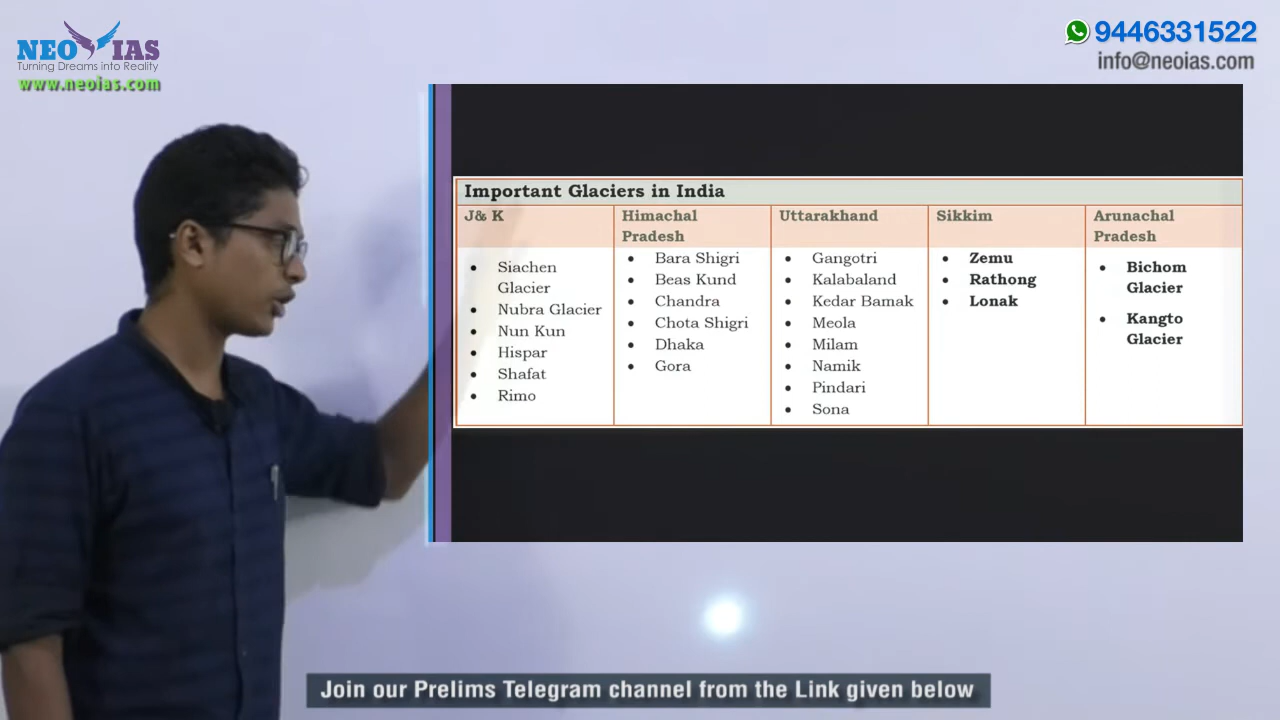 NEO IAS
Turning Dreams into Reality
www.neoias.com
9446331522
info@neoias.com
Important Glaciers in India
J& K
Siachen
Glacier
Nubra Glacier
Nun Kun
Hispar
Shafat
Rimo
Himachal
Pradesh
Bara Shigri
Beas Kund
Chandra
Chota Shigri
Dhaka
Gora
Uttarakhand
Gangotri
Kalabaland
Kedar Bamak
Meola
Milam
Namik
Pindari
Sona
Sikkim
Zemu
Rathong
Lonak
Arunachal
Pradesh
Bichom
Glacier
Kangto
Glacier
Join our Prelims Telegram channel from the Link given below